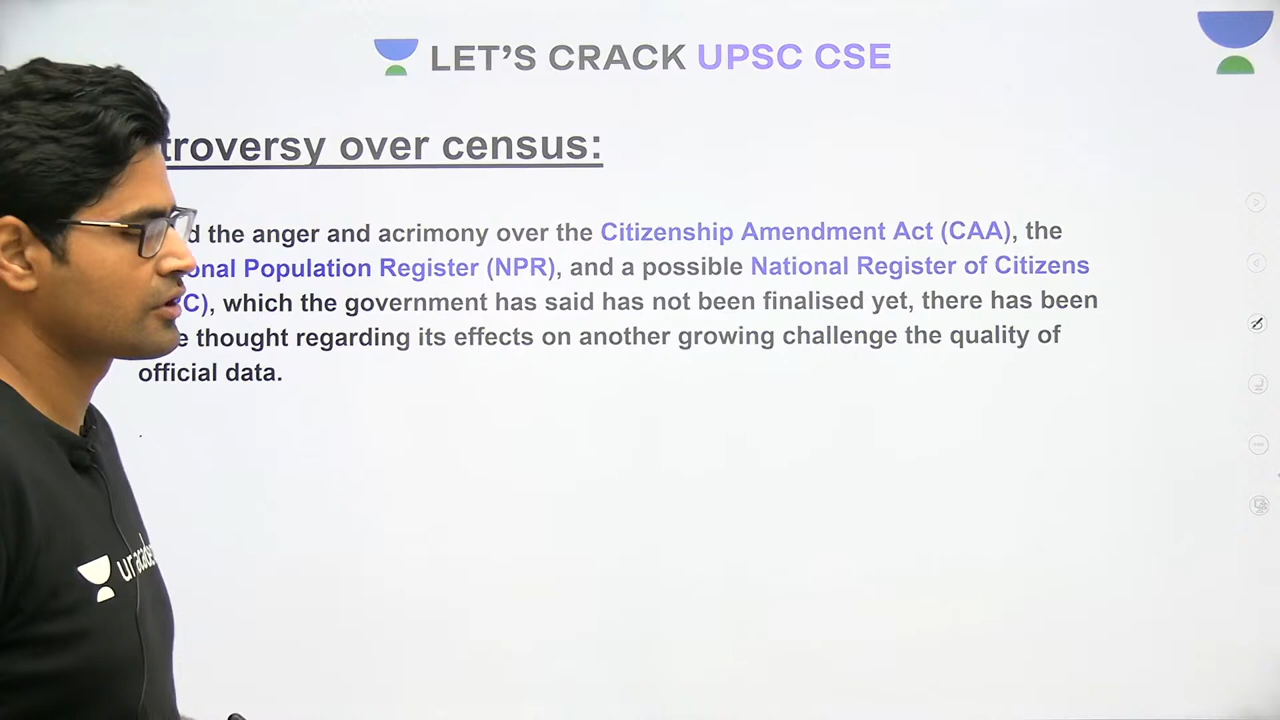 LET'S CRACK UPSC CSE
troversy over census:
d the anger and acrimony over the Citizenship Amendment Act (CAA), the
onal Population Register (NPR), and a possible National Register of Citizens
C), which the government has said has not been finalised yet, there has been
e thought regarding its effects on another growing challenge the quality of
official data.